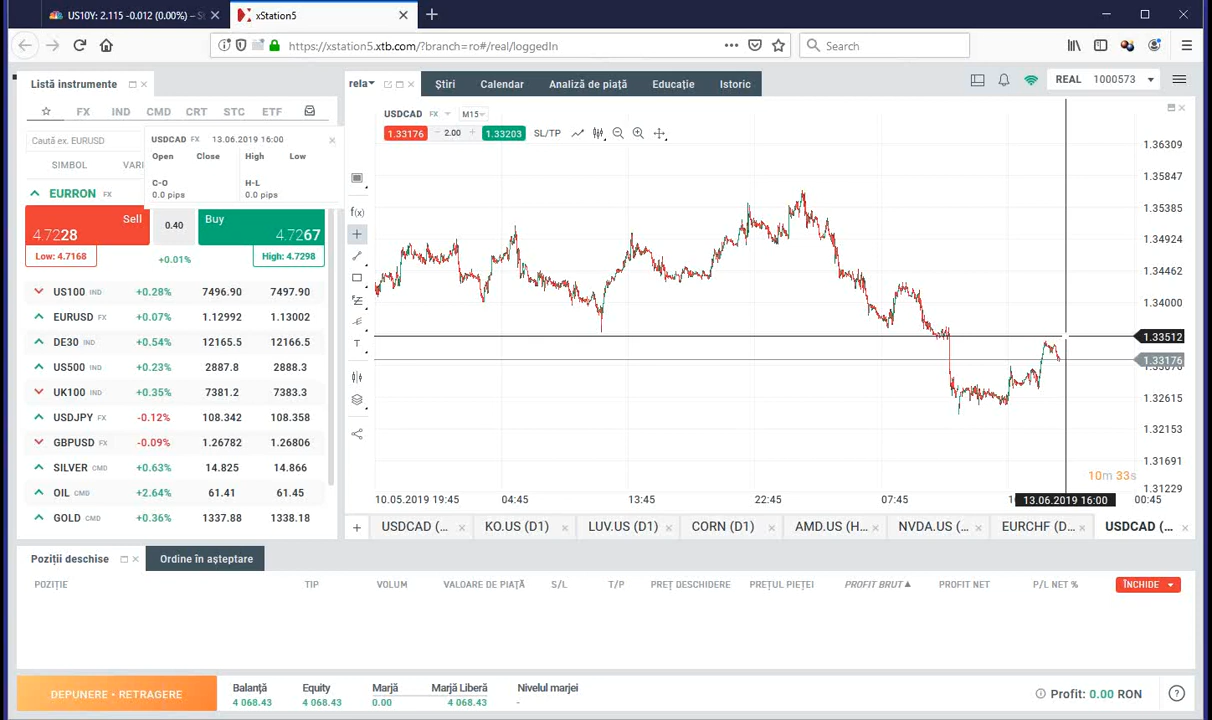 US10Y: 2.115 -0.012 (0.00%) – S
xStation5
https://xstation5.xtb.com/?branch=ro#/real/loggedIn
Search
Listă instrumente
FX IND CMD CRT STC ETF
Caută ex. EURUSD
SIMBOL VARI
USDCAD FX 13.06.2019 16:00
Open Close High Low
C-O H-L
0.0 pips 0.0 pips
EURRON FX
Sell 0.40 Buy
4.7228 4.7267
Low: 4.7168 +0.01% High: 4.7298
US100 IND +0.28% 7496.90 7497.90
EURUSD FX +0.07% 1.12992 1.13002
DE30 IND +0.54% 12165.5 12166.5
US500 IND +0.23% 2887.8 2888.3
UK100 IND +0.35% 7381.2 7383.3
USDJPY FX -0.12% 108.342 108.358
GBPUSD FX -0.09% 1.26782 1.26806
SILVER CMD +0.63% 14.825 14.866
OIL CMD +2.64% 61.41 61.45
GOLD CMD +0.36% 1337.88 1338.18
rela Știri Calendar Analiză de piață Educație Istoric
REAL 1000573
USDCAD FX M15
1.33176 − 2.00 + 1.33203 SL/TP
f(x)
T
1.36309
1.35847
1.35385
1.34924
1.34462
1.34000
1.33512
1.33176
1.33076
1.32615
1.32153
1.31691
1.31229
10m 33s
10.05.2019 19:45 04:45 13:45 22:45 07:45 13.06.2019 16:00 00:45
USDCAD (... KO.US (D1) LUV.US (D1) CORN (D1) AMD.US (H... NVDA.US (... EURCHF (D... USDCAD (...
Poziții deschise Ordine în așteptare
POZIȚIE TIP VOLUM VALOARE DE PIAȚĂ S/L T/P PREȚ DESCHIDERE PREȚUL PIEȚEI PROFIT BRUT PROFIT NET P/L NET % ÎNCHIDE
DEPUNERE • RETRAGERE
Balanță Equity Marjă Marjă Liberă Nivelul marjei
4 068.43 4 068.43 0.00 4 068.43 -
Profit: 0.00 RON